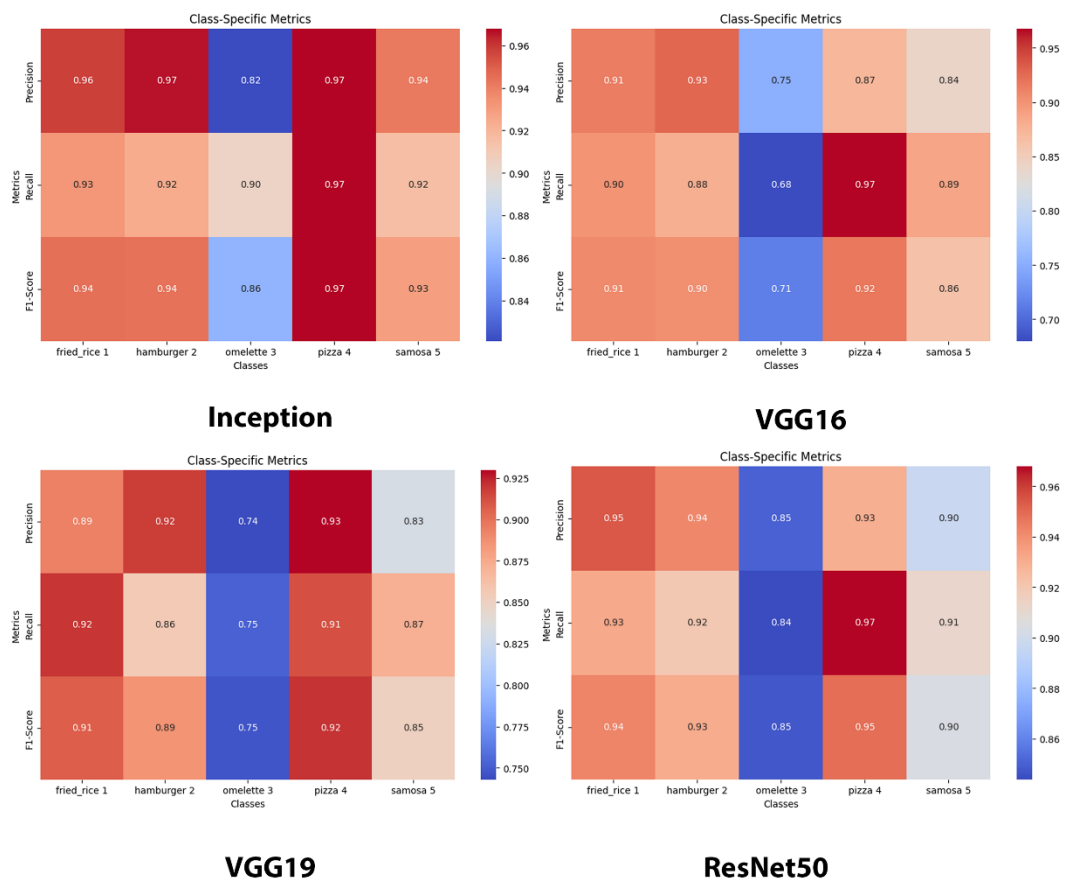 Class-Specific Metrics
Precision
0.96 0.97 0.82 0.97 0.94
0.96
0.94
0.92
0.90
0.88
0.86
0.84
Metrics
Recall
0.93 0.92 0.90 0.97 0.92
F1-Score
0.94 0.94 0.86 0.97 0.93
fried_rice 1 hamburger 2 omelette 3 pizza 4 samosa 5
Classes
Inception
Class-Specific Metrics
Precision
0.91 0.93 0.75 0.87 0.84
0.95
0.90
0.85
0.80
0.75
0.70
Metrics
Recall
0.90 0.88 0.68 0.97 0.89
F1-Score
0.91 0.90 0.71 0.92 0.86
fried_rice 1 hamburger 2 omelette 3 pizza 4 samosa 5
Classes
VGG16
Class-Specific Metrics
Precision
0.89 0.92 0.74 0.93 0.83
0.925
0.900
0.875
0.850
0.825
0.800
0.775
0.750
Metrics
Recall
0.92 0.86 0.75 0.91 0.87
F1-Score
0.91 0.89 0.75 0.92 0.85
fried_rice 1 hamburger 2 omelette 3 pizza 4 samosa 5
Classes
VGG19
Class-Specific Metrics
Precision
0.95 0.94 0.85 0.93 0.90
0.96
0.94
0.92
0.90
0.88
0.86
Metrics
Recall
0.93 0.92 0.84 0.97 0.91
F1-Score
0.94 0.93 0.85 0.95 0.90
fried_rice 1 hamburger 2 omelette 3 pizza 4 samosa 5
Classes
ResNet50